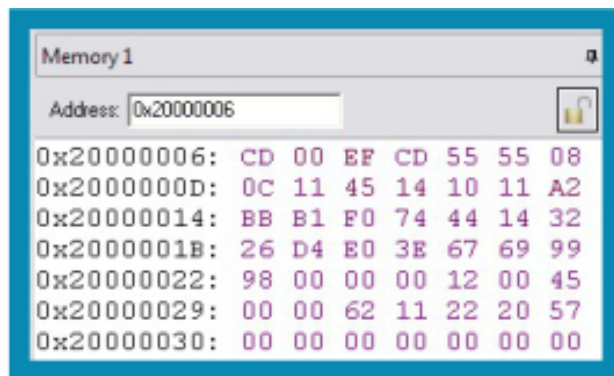 Memory 1
Address: 0x20000006
0x20000006: CD 00 EF CD 55 55 08
0x2000000D: 0C 11 45 14 10 11 A2
0x20000014: BB B1 F0 74 44 14 32
0x2000001B: 26 D4 E0 3E 67 69 99
0x20000022: 98 00 00 00 12 00 45
0x20000029: 00 00 62 11 22 20 57
0x20000030: 00 00 00 00 00 00 00